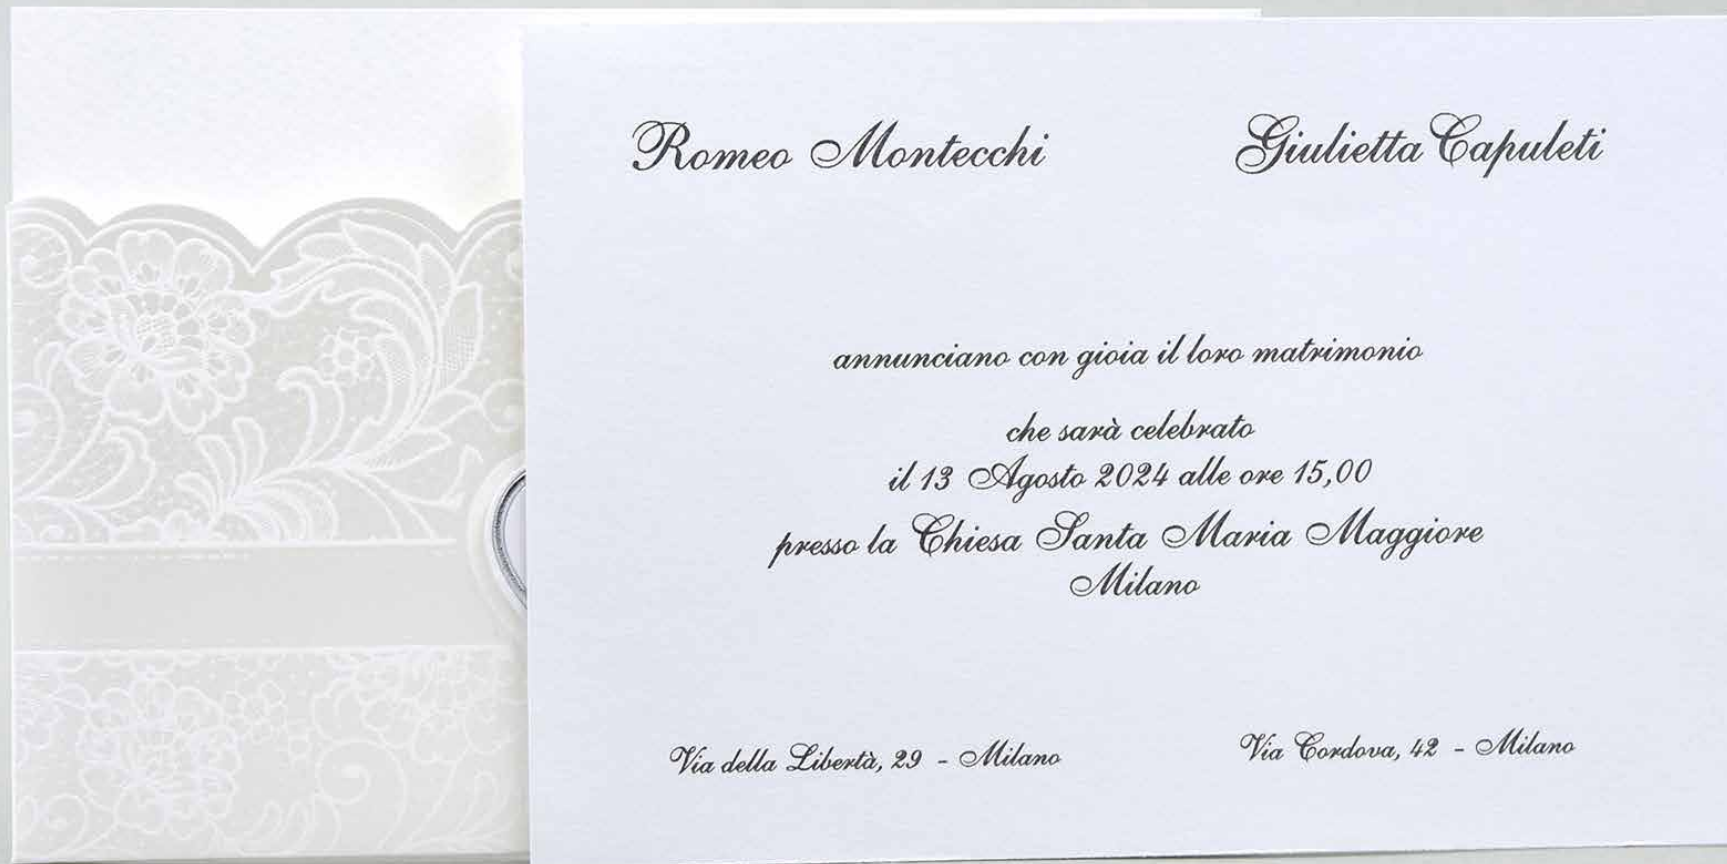 Romeo Montecchi
Giulietta Capuleti
annunciano con gioia il loro matrimonio
che sarà celebrato
il 13 Agosto 2024 alle ore 15,00
presso la Chiesa Santa Maria Maggiore
Milano
Via della Libertà, 29 - Milano
Via Cordova, 42 - Milano